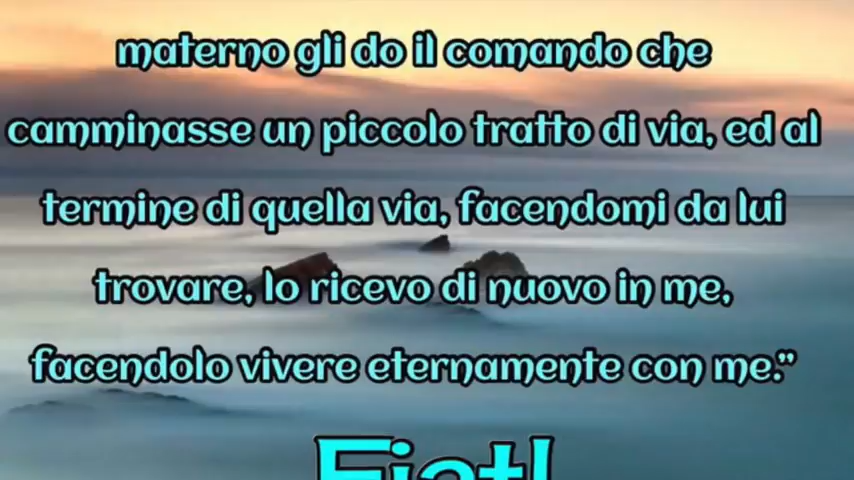 materno gli do il comando che
camminasse un piccolo tratto di via, ed al
termine di quella via, facendomi da lui
trovare, lo ricevo di nuovo in me,
facendolo vivere eternamente con me.”
Fiat!